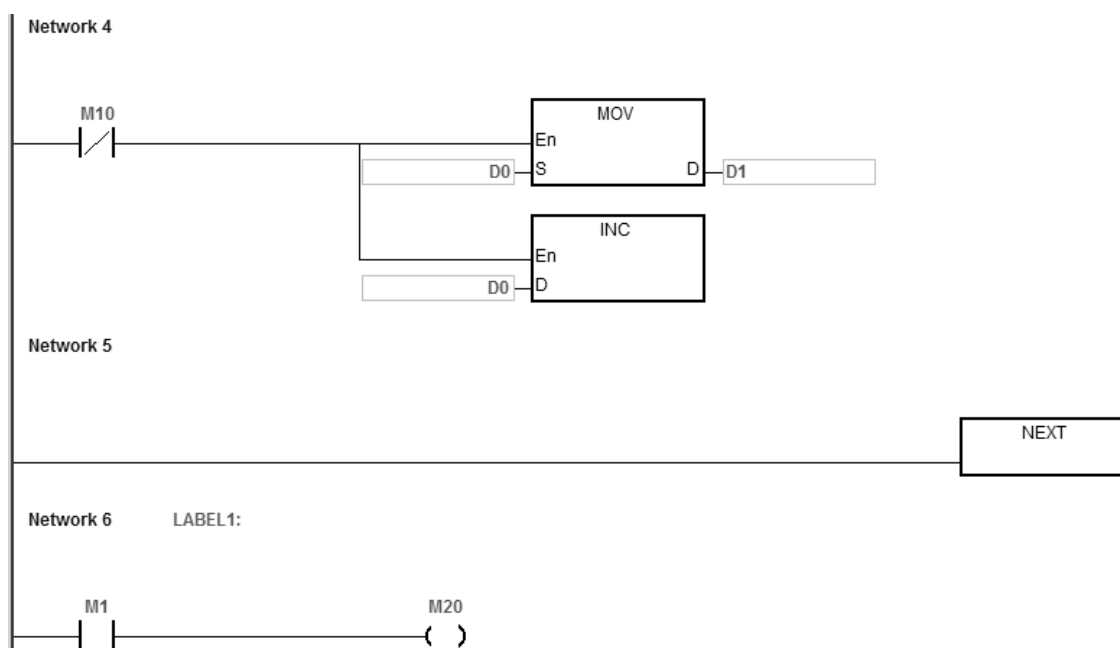 Network 4
M10
MOV
En
D0 S D D1
INC
En
D0 D
Network 5
NEXT
Network 6 LABEL1:
M1 M20